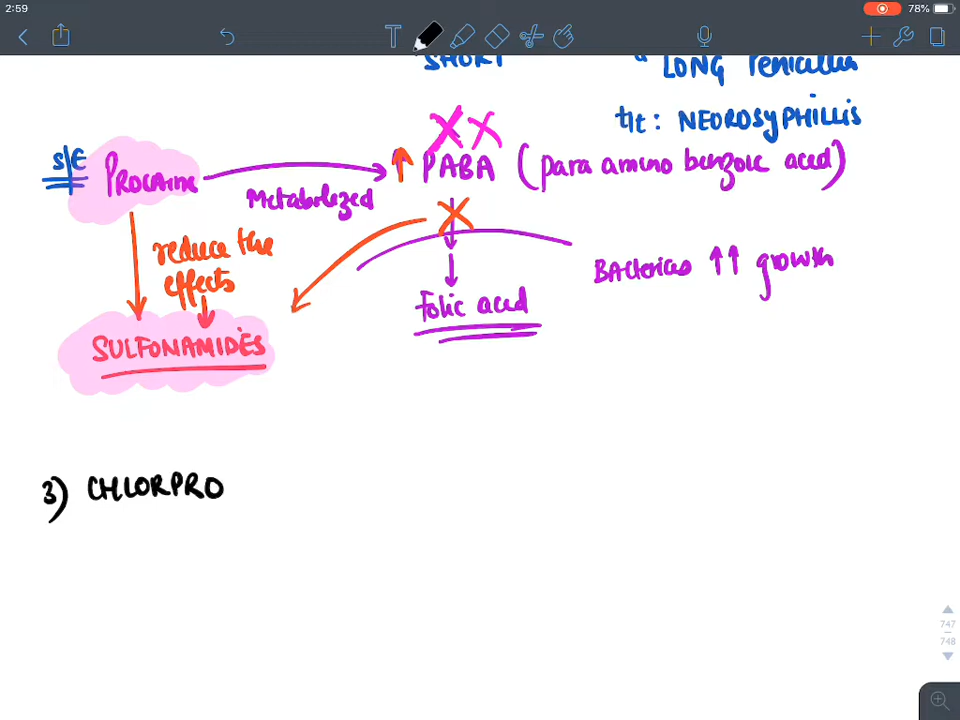 2:59
78%
T
SHORT
LONG Penicillin
t/t: NEUROSYPHILLIS
S/E PROCAINE
Metabolized
↑ PABA (para amino benzoic acid)
reduce the
effects
Bacterias ↑↑ growth
Folic acid
SULFONAMIDES
3) CHLORPRO
747
748